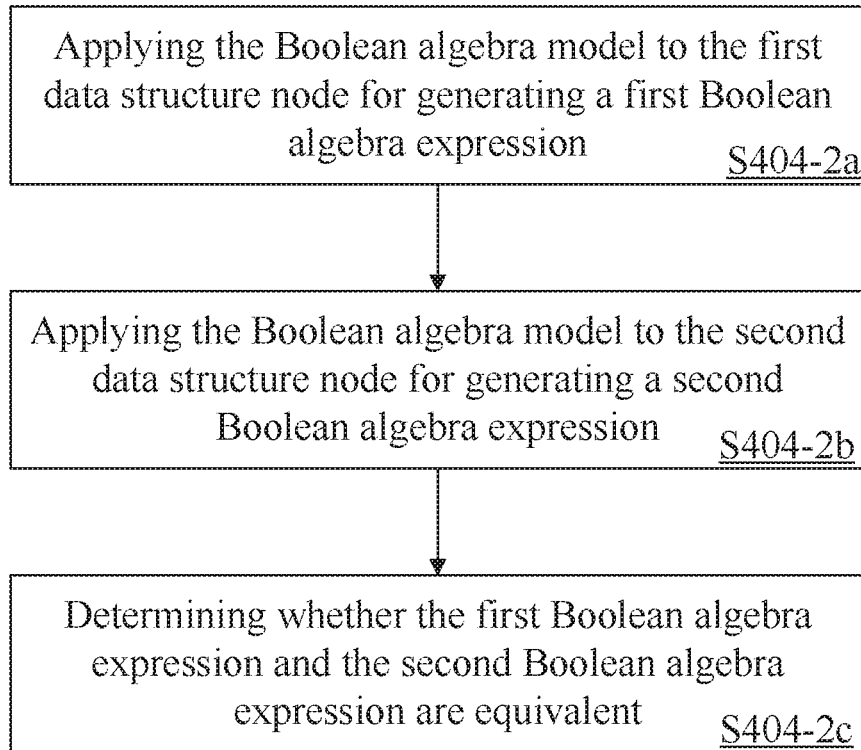 Applying the Boolean algebra model to the first
data structure node for generating a first Boolean
algebra expression
S404-2a
Applying the Boolean algebra model to the second
data structure node for generating a second
Boolean algebra expression
S404-2b
Determining whether the first Boolean algebra
expression and the second Boolean algebra
expression are equivalent
S404-2c